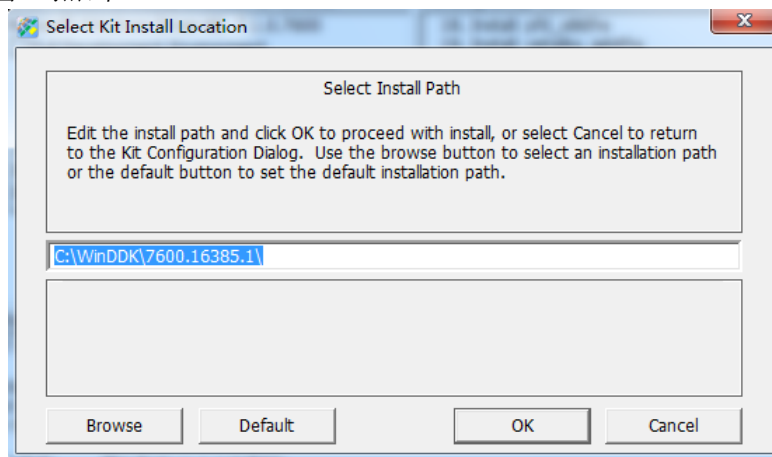 Select Kit Install Location
Select Install Path
Edit the install path and click OK to proceed with install, or select Cancel to return
to the Kit Configuration Dialog.  Use the browse button to select an installation path
or the default button to set the default installation path.
C:\WinDDK\7600.16385.1\
Browse
Default
OK
Cancel